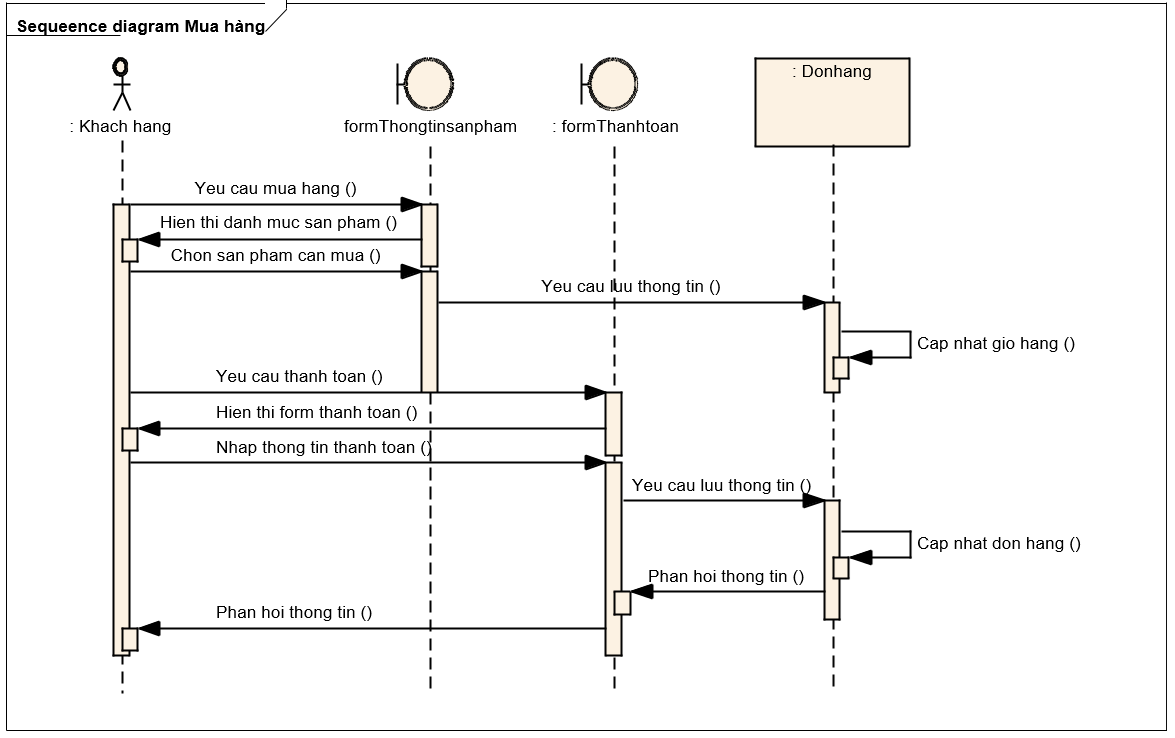 Sequeence diagram Mua hàng
: Khach hang
formThongtinsanpham
: formThanhtoan
: Donhang
Yeu cau mua hang ()
Hien thi danh muc san pham ()
Chon san pham can mua ()
Yeu cau luu thong tin ()
Cap nhat gio hang ()
Yeu cau thanh toan ()
Hien thi form thanh toan ()
Nhap thong tin thanh toan ()
Yeu cau luu thong tin ()
Cap nhat don hang ()
Phan hoi thong tin ()
Phan hoi thong tin ()